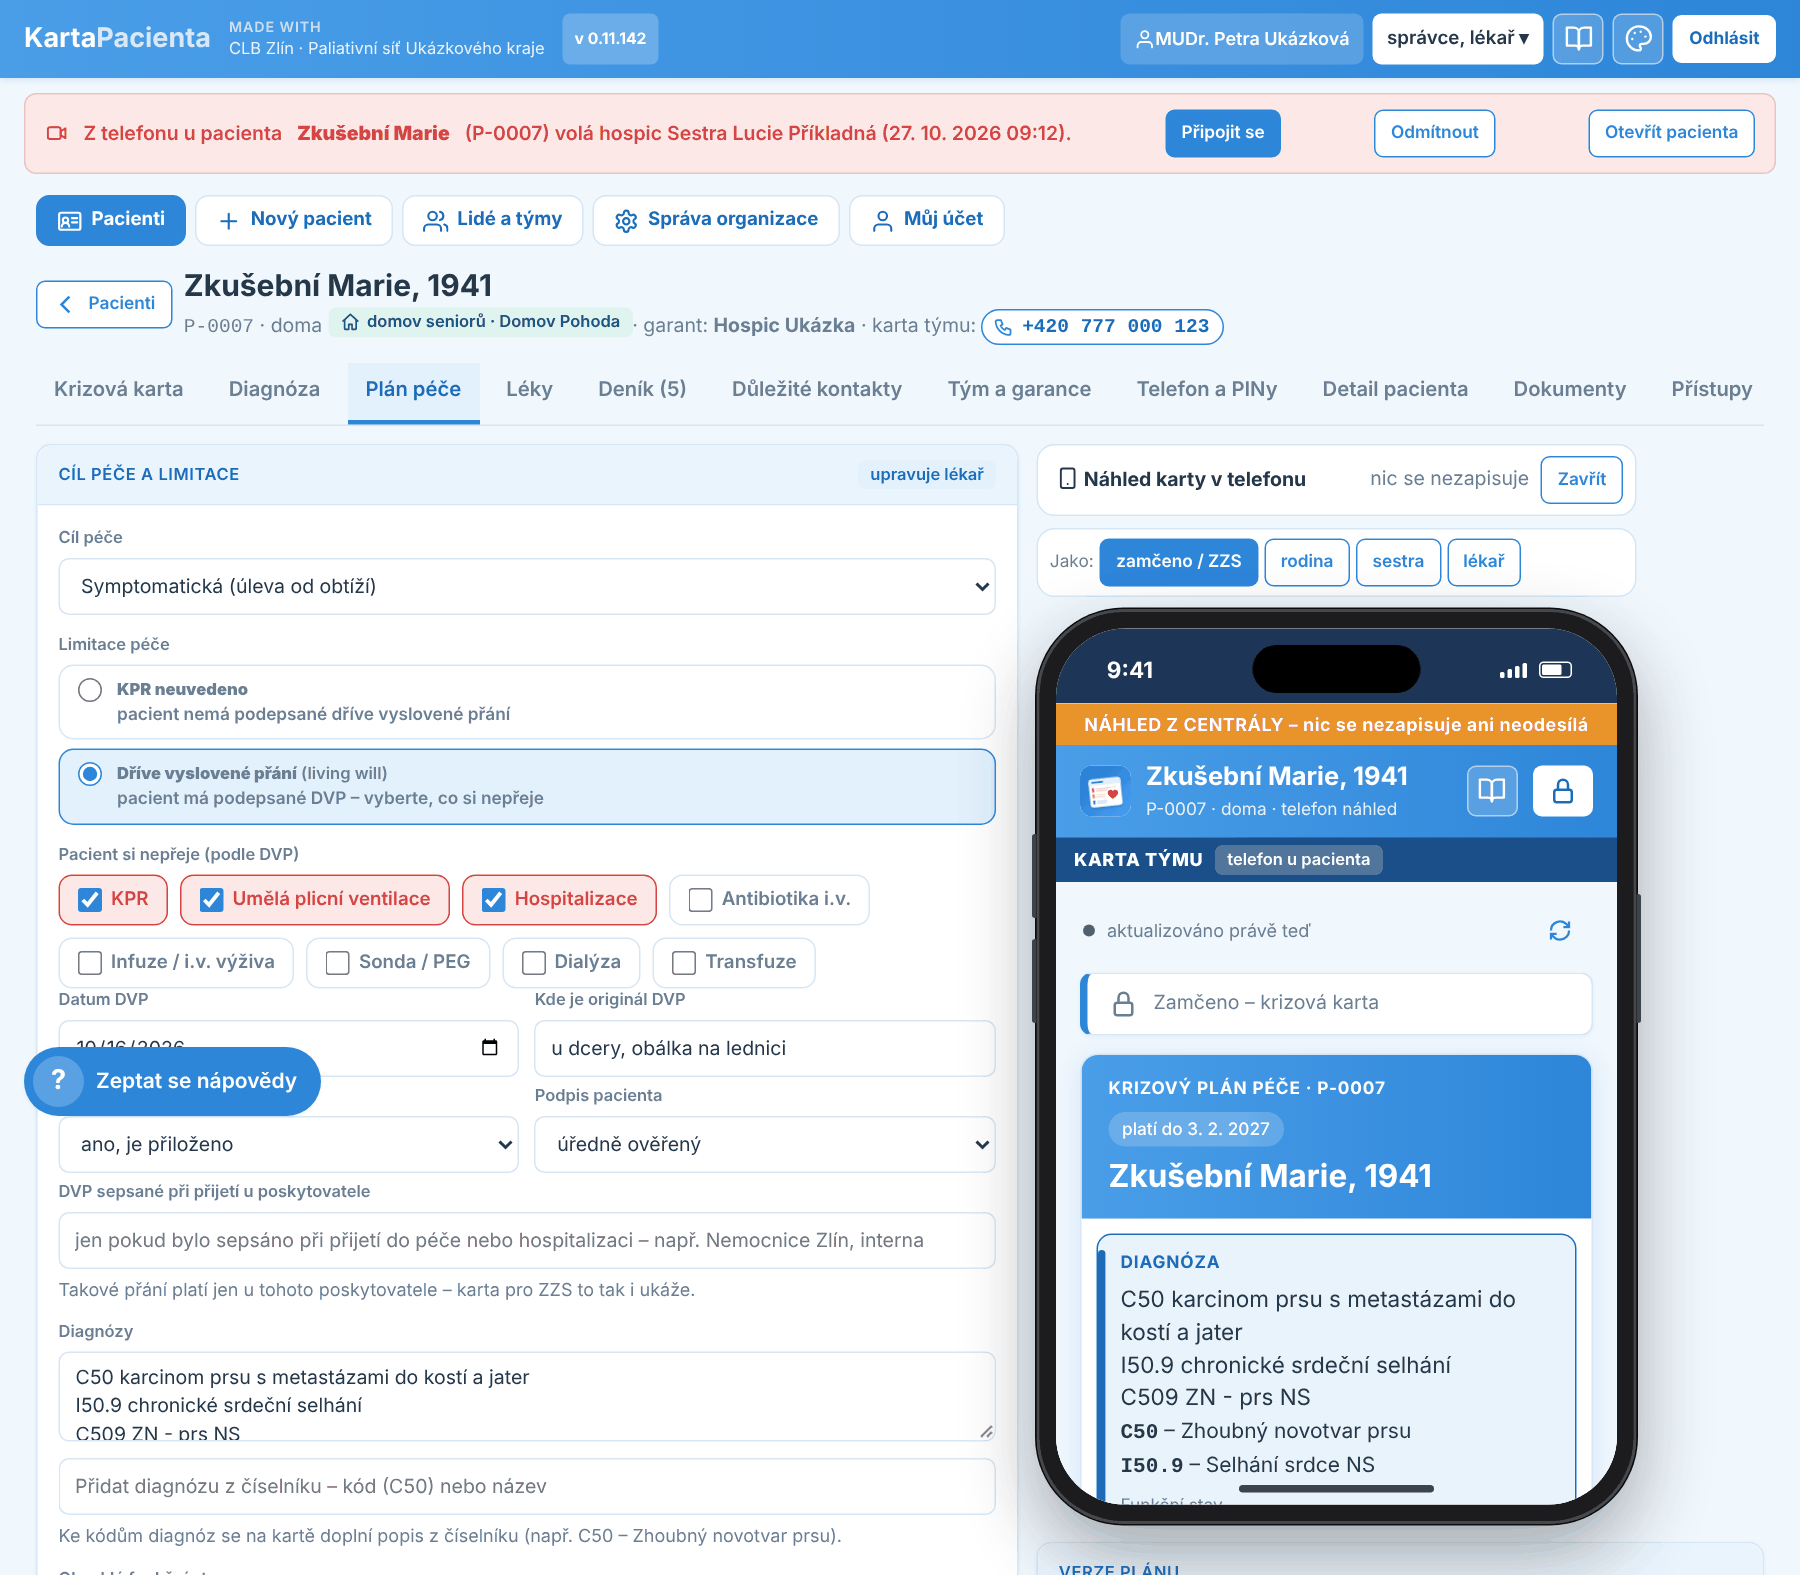 KartaPacienta
MADE WITH
CLB Zlín · Paliativní síť Ukázkového kraje
v 0.11.142
MUDr. Petra Ukázková
správce, lékař ▾
Odhlásit
Z telefonu u pacienta Zkušební Marie (P-0007) volá hospic Sestra Lucie Příkladná (27. 10. 2026 09:12).
Připojit se
Odmítnout
Otevřít pacienta
Pacienti
Nový pacient
Lidé a týmy
Správa organizace
Můj účet
Pacienti
Zkušební Marie, 1941
P-0007 · doma domov seniorů · Domov Pohoda · garant: Hospic Ukázka · karta týmu: +420 777 000 123
Krizová karta
Diagnóza
Plán péče
Léky
Deník (5)
Důležité kontakty
Tým a garance
Telefon a PINy
Detail pacienta
Dokumenty
Přístupy
CÍL PÉČE A LIMITACE
upravuje lékař
Cíl péče
Symptomatická (úleva od obtíží)
Limitace péče
KPR neuvedeno
pacient nemá podepsané dříve vyslovené přání
Dříve vyslovené přání (living will)
pacient má podepsané DVP – vyberte, co si nepřeje
Pacient si nepřeje (podle DVP)
KPR
Umělá plicní ventilace
Hospitalizace
Antibiotika i.v.
Infuze / i.v. výživa
Sonda / PEG
Dialýza
Transfuze
Datum DVP
Kde je originál DVP
10/16/2026
u dcery, obálka na lednici
? Zeptat se nápovědy
Podpis pacienta
ano, je přiloženo
úředně ověřený
DVP sepsané při přijetí u poskytovatele
jen pokud bylo sepsáno při přijetí do péče nebo hospitalizaci – např. Nemocnice Zlín, interna
Takové přání platí jen u tohoto poskytovatele – karta pro ZZS to tak i ukáže.
Diagnózy
C50 karcinom prsu s metastázami do kostí a jater
I50.9 chronické srdeční selhání
C509 ZN - prs NS
Přidat diagnózu z číselníku – kód (C50) nebo název
Ke kódům diagnóz se na kartě doplní popis z číselníku (např. C50 – Zhoubný novotvar prsu).
Náhled karty v telefonu
nic se nezapisuje
Zavřít
Jako:
zamčeno / ZZS
rodina
sestra
lékař
9:41
NÁHLED Z CENTRÁLY – nic se nezapisuje ani neodesílá
Zkušební Marie, 1941
P-0007 · doma · telefon náhled
KARTA TÝMU
telefon u pacienta
aktualizováno právě teď
Zamčeno – krizová karta
KRIZOVÝ PLÁN PÉČE · P-0007
platí do 3. 2. 2027
Zkušební Marie, 1941
DIAGNÓZA
C50 karcinom prsu s metastázami do
kostí a jater
I50.9 chronické srdeční selhání
C509 ZN - prs NS
C50 – Zhoubný novotvar prsu
I50.9 – Selhání srdce NS
Funkční stav
VERZE PLÁNU